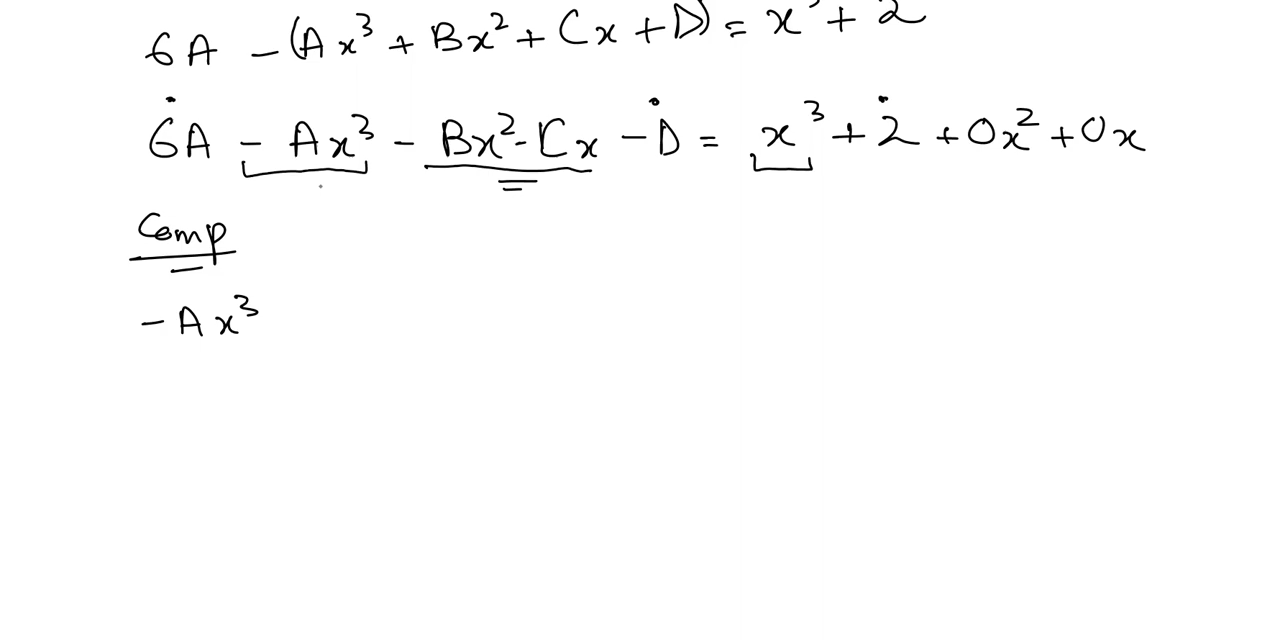 6A - (Ax³ + Bx² + Cx + D) = x³ + 2
6A - Ax³ - Bx² - Cx - D = x³ + 2 + 0x² + 0x
Comp
- Ax³